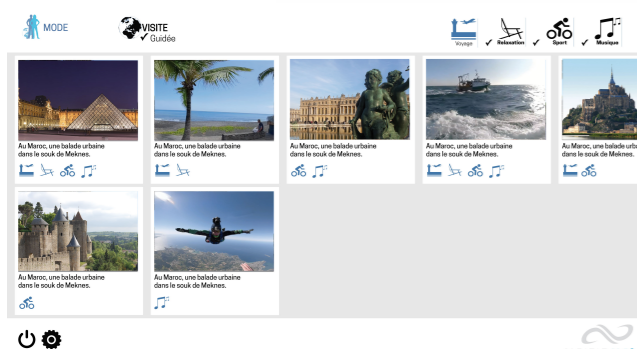 MODE
VISITE
✓ Guidée
Voyage
✓ Relaxation
✓ Sport
✓ Musique
Au Maroc, une balade urbaine
dans le souk de Meknes.
Au Maroc, une balade urbaine
dans le souk de Meknes.
Au Maroc, une balade urbaine
dans le souk de Meknes.
Au Maroc, une balade urbaine
dans le souk de Meknes.
Au Maroc, une balade urba
dans le souk de Meknes.
Au Maroc, une balade urbaine
dans le souk de Meknes.
Au Maroc, une balade urbaine
dans le souk de Meknes.